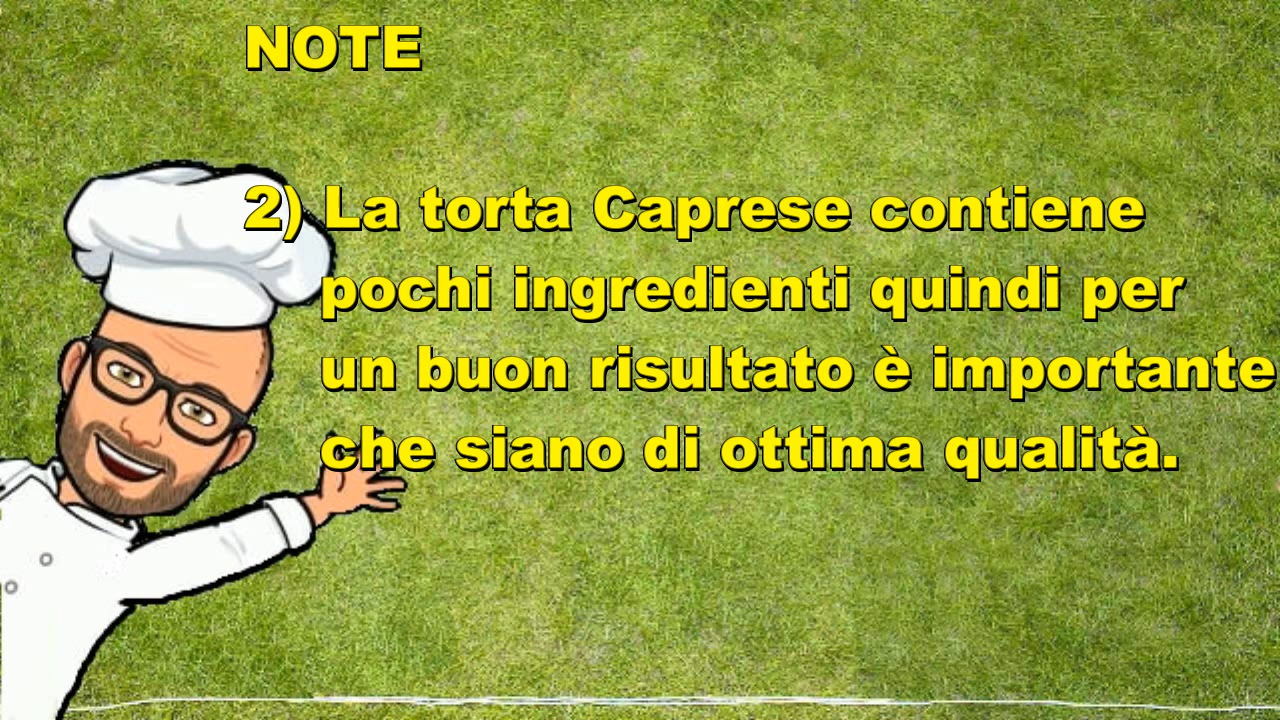 NOTE
2) La torta Caprese contiene
pochi ingredienti quindi per
un buon risultato è importante
che siano di ottima qualità.